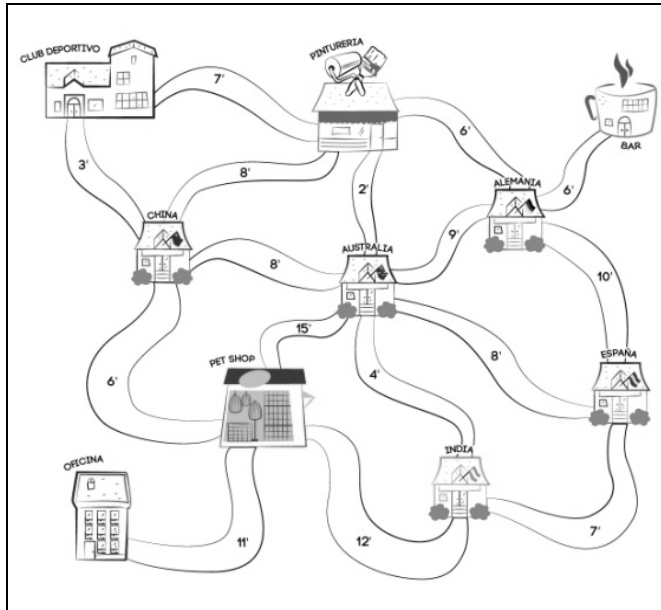 CLUB DEPORTIVO
PINTURERIA
7'
6'
BAR
3'
8'
2'
ALEMANIA
6'
CHINA
9'
8'
AUSTRALIA
10'
15'
8'
PET SHOP
ESPAÑA
6'
4'
OFICINA
INDIA
11'
12'
7'